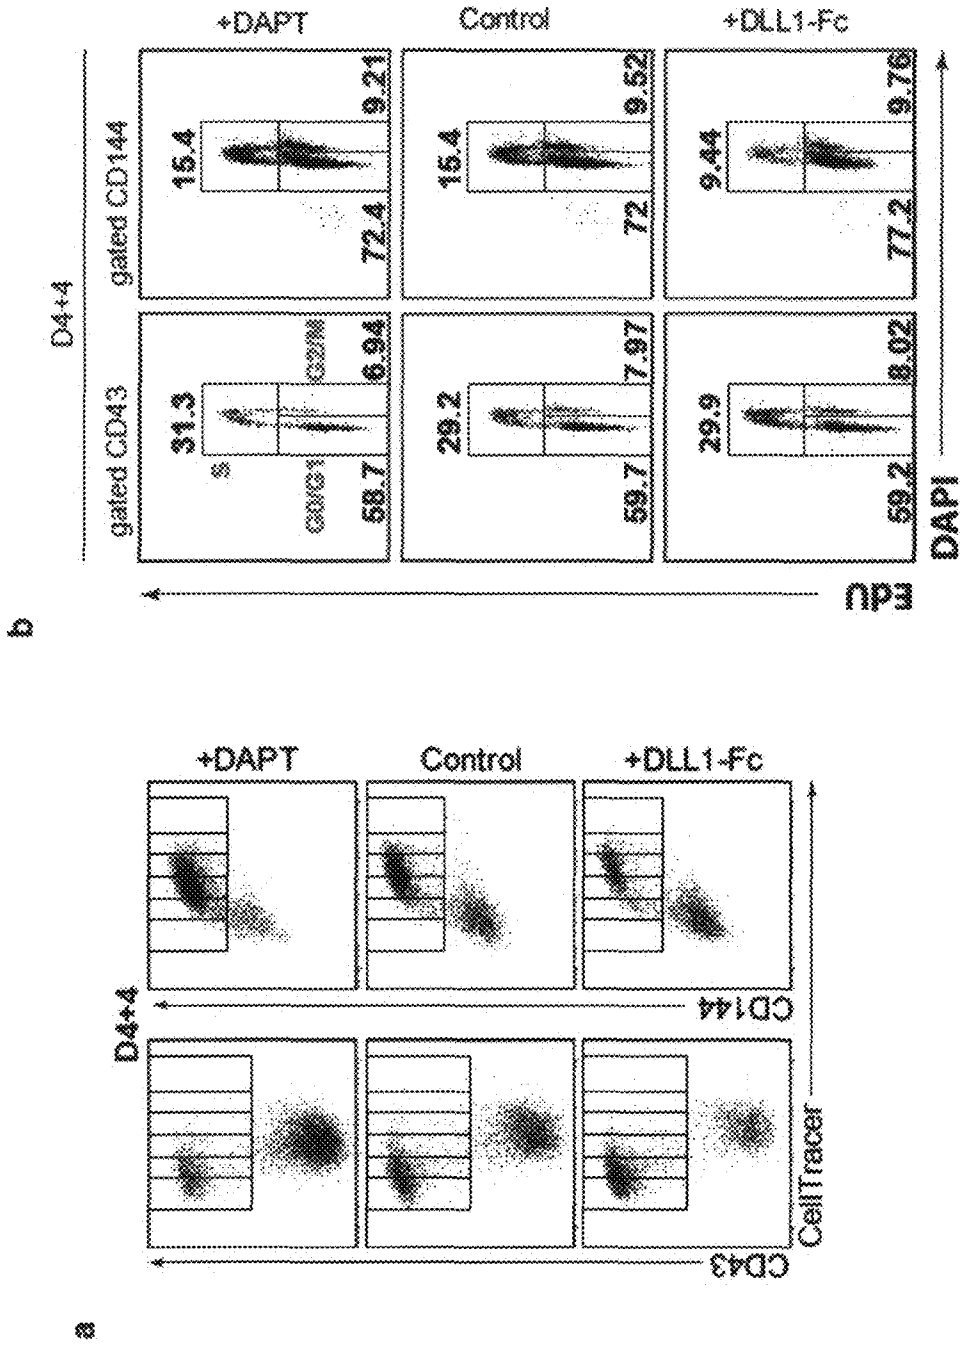 a
D4+4
+DAPT
Control
+DLL1-Fc
CD43
CD144
CellTracer
b
D4+4
gated CD43
gated CD144
31.3
S
G0/G1
G2/M
58.7
6.94
15.4
72.4
9.21
+DAPT
29.2
59.7
7.97
15.4
72
9.52
Control
29.9
59.2
8.02
9.44
77.2
9.76
+DLL1-Fc
EdU
DAPI